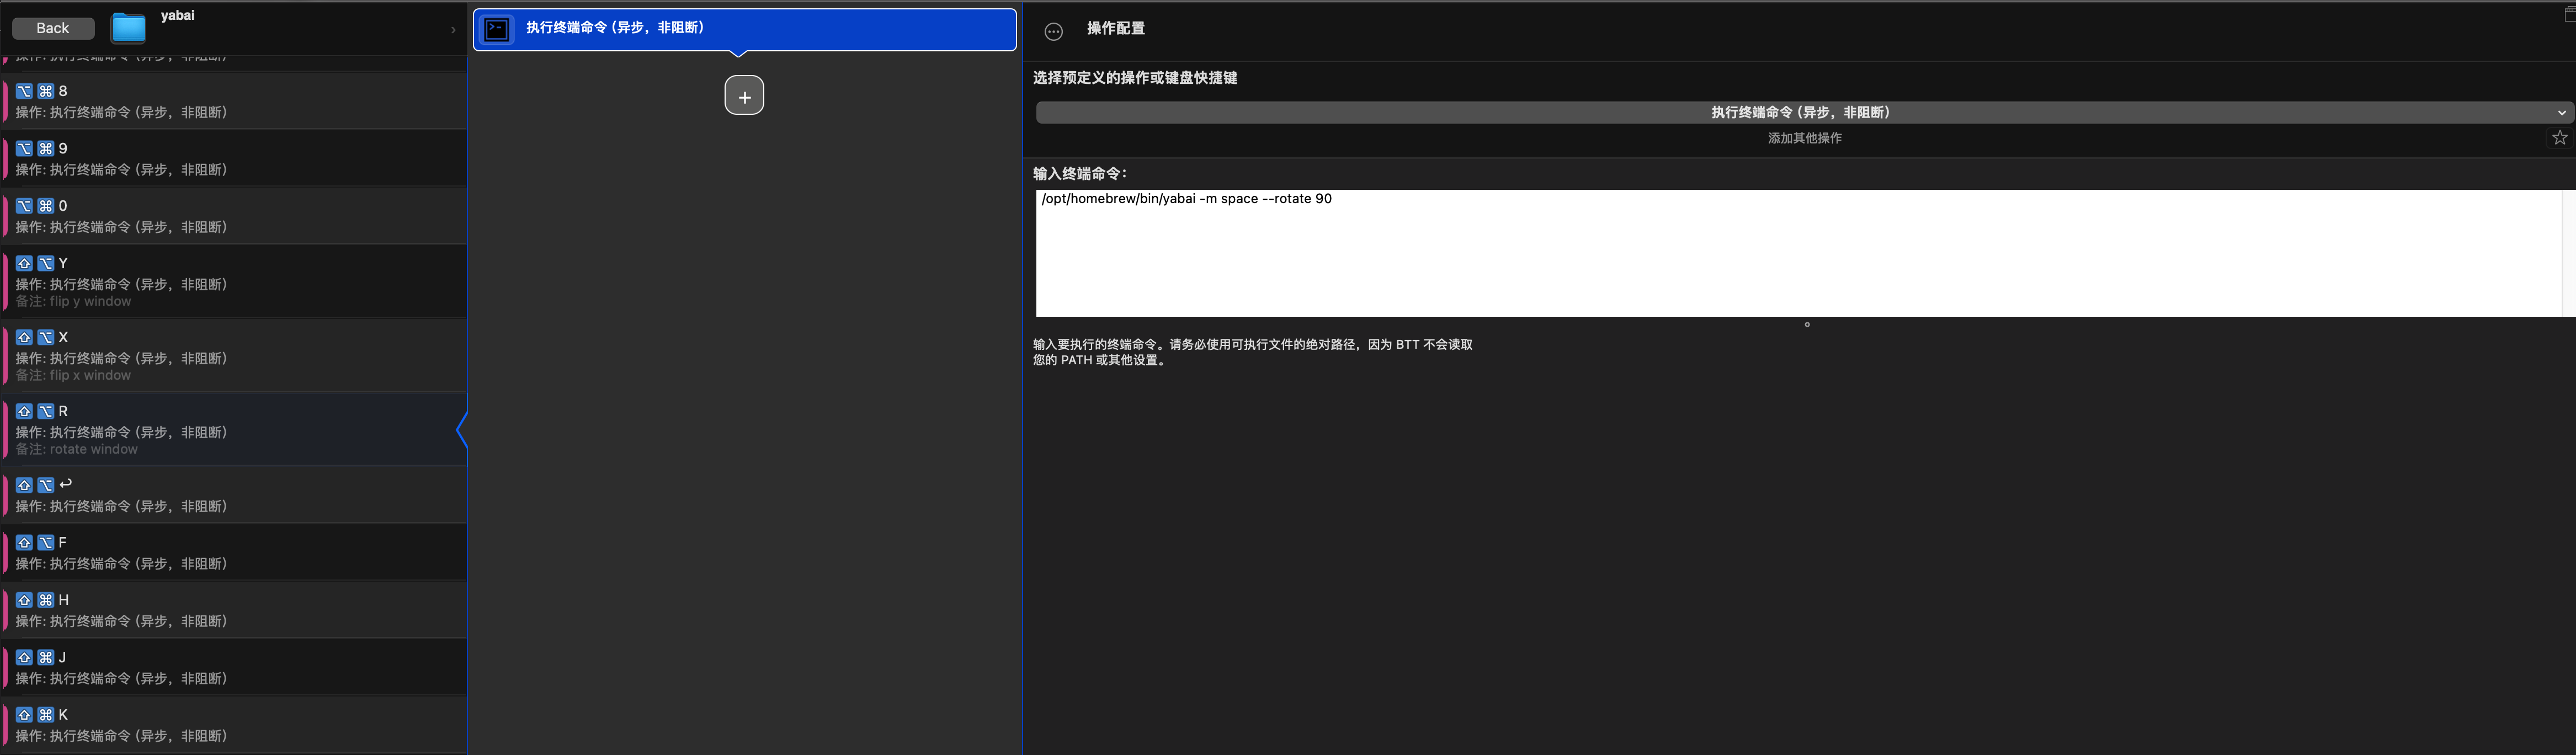 Back
yabai
操作: 执行终端命令 (异步，非阻断)
8
操作: 执行终端命令 (异步，非阻断)
9
操作: 执行终端命令 (异步，非阻断)
0
操作: 执行终端命令 (异步，非阻断)
Y
操作: 执行终端命令 (异步，非阻断)
备注: flip y window
X
操作: 执行终端命令 (异步，非阻断)
备注: flip x window
R
操作: 执行终端命令 (异步，非阻断)
备注: rotate window
操作: 执行终端命令 (异步，非阻断)
F
操作: 执行终端命令 (异步，非阻断)
H
操作: 执行终端命令 (异步，非阻断)
J
操作: 执行终端命令 (异步，非阻断)
K
操作: 执行终端命令 (异步，非阻断)
执行终端命令 (异步，非阻断)
+
操作配置
选择预定义的操作或键盘快捷键
执行终端命令 (异步，非阻断)
添加其他操作
输入终端命令：
/opt/homebrew/bin/yabai -m space --rotate 90
输入要执行的终端命令。请务必使用可执行文件的绝对路径，因为 BTT 不会读取
您的 PATH 或其他设置。